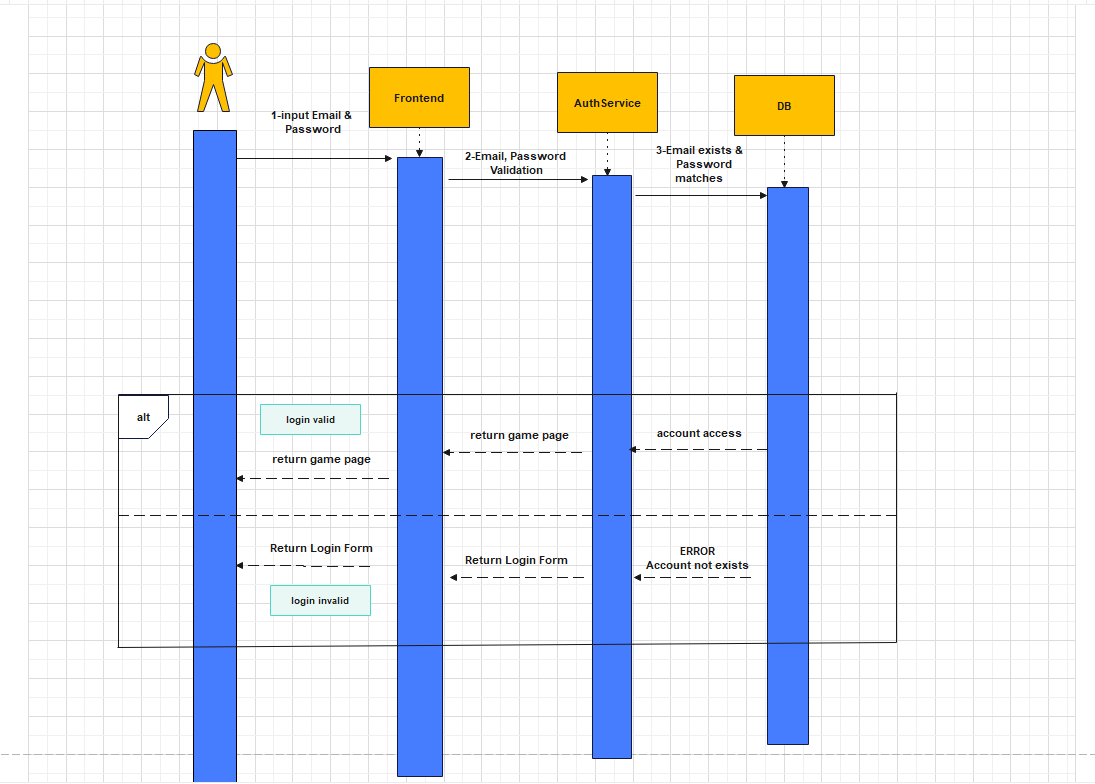 Frontend
AuthService
DB
1-input Email &
Password
2-Email, Password
Validation
3-Email exists &
Password
matches
alt
login valid
return game page
account access
return game page
Return Login Form
Return Login Form
ERROR
Account not exists
login invalid